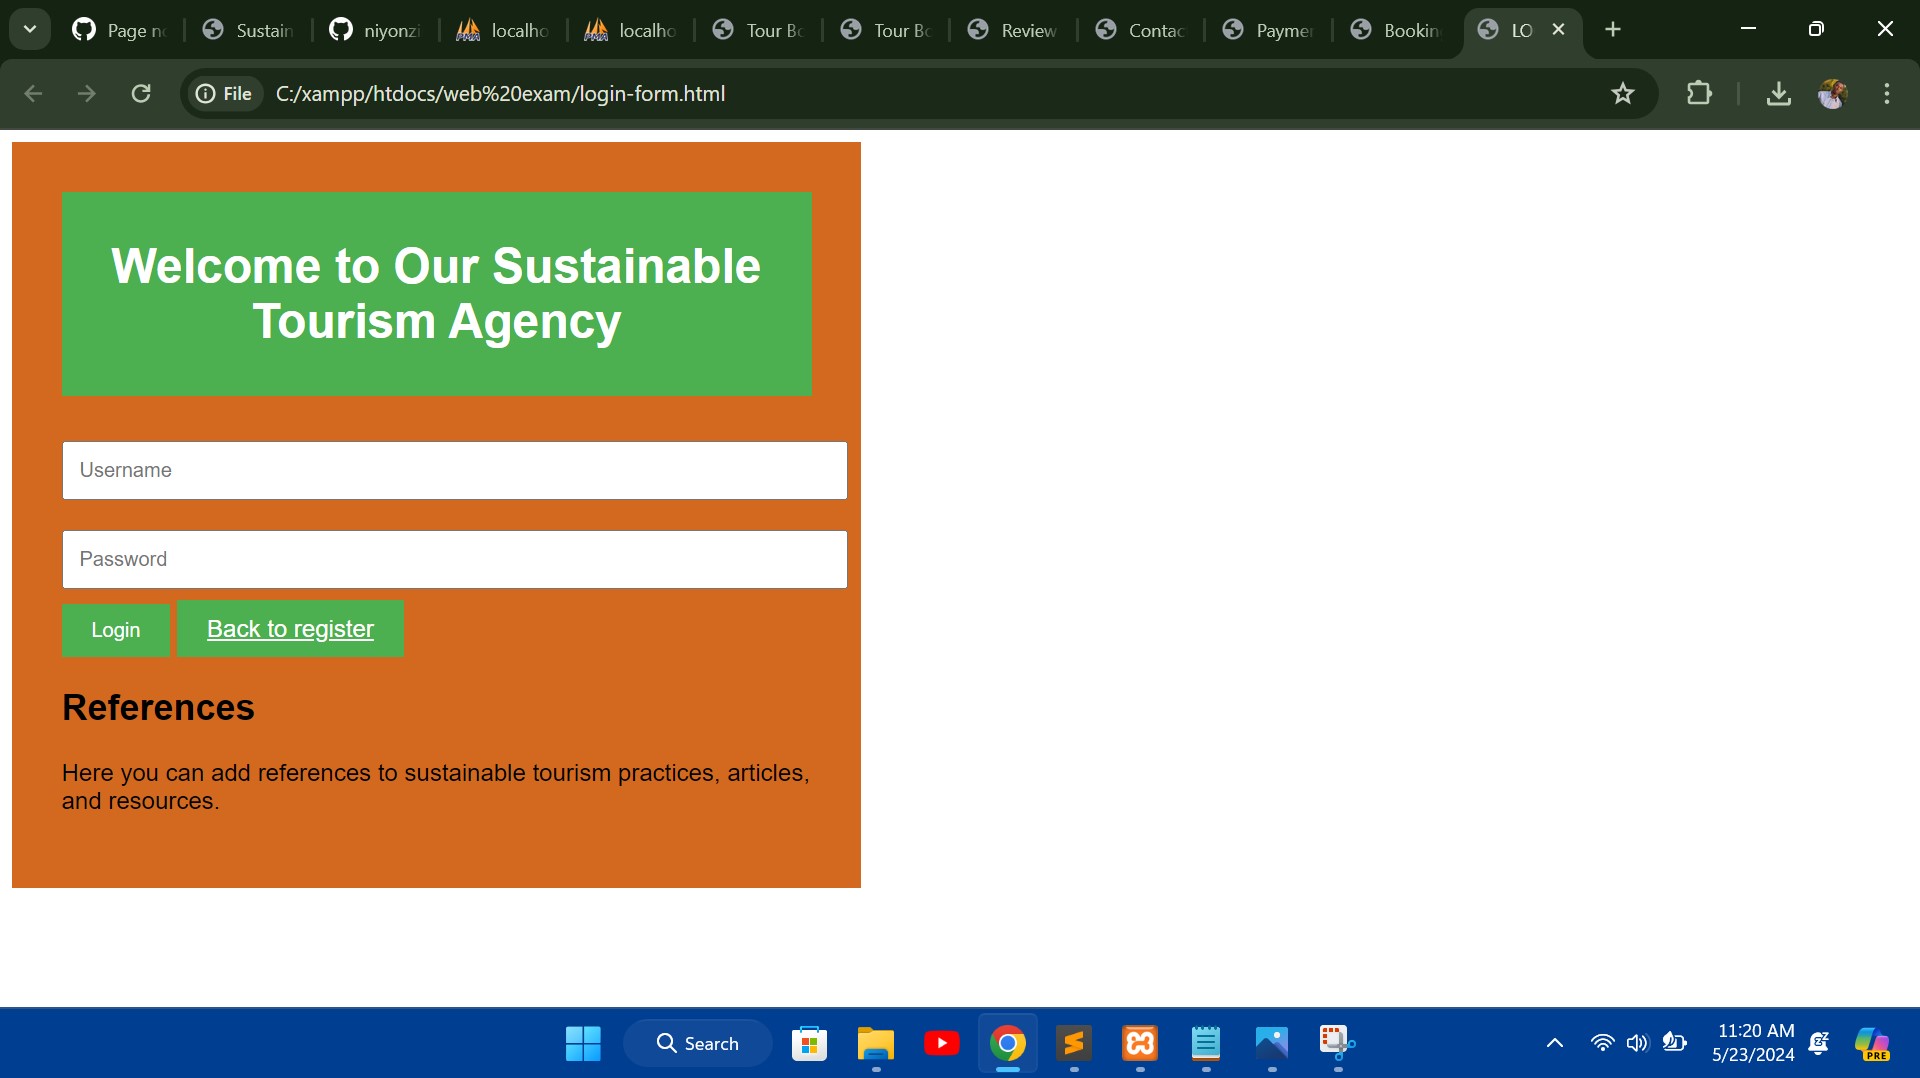 Page n
Sustain
niyonzi
localho
localho
Tour Bo
Tour Bo
Review
Contac
Paymen
Bookin
LO
File
C:/xampp/htdocs/web%20exam/login-form.html
Welcome to Our Sustainable
Tourism Agency
Username
Password
Login
Back to register
References
Here you can add references to sustainable tourism practices, articles,
and resources.
Search
11:20 AM
5/23/2024
PRE